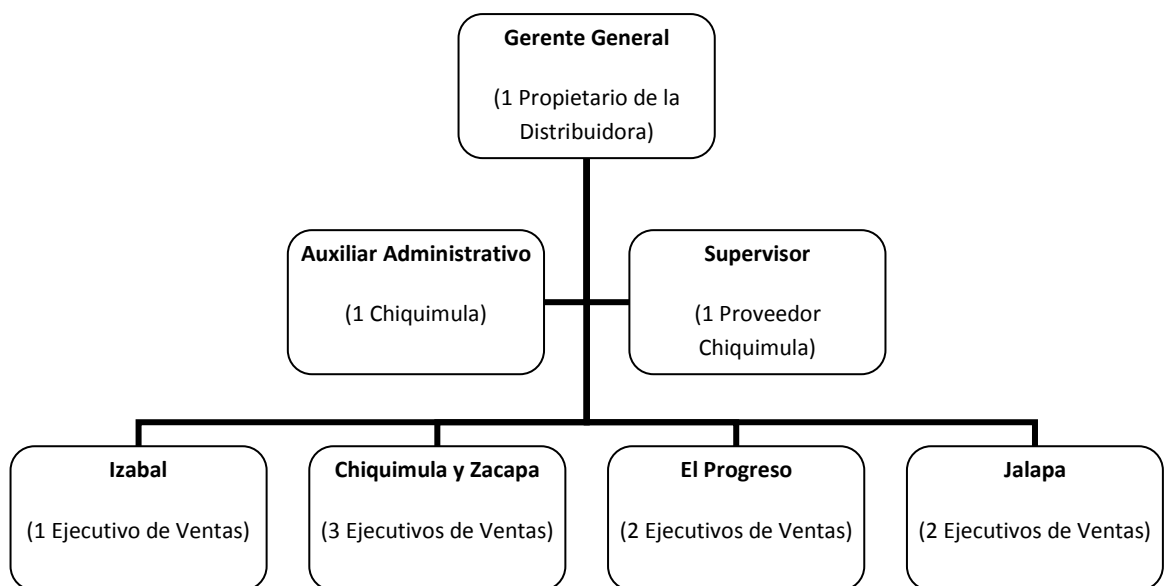 Gerente General
(1 Propietario de la
Distribuidora)
Auxiliar Administrativo
(1 Chiquimula)
Supervisor
(1 Proveedor
Chiquimula)
Izabal
(1 Ejecutivo de Ventas)
Chiquimula y Zacapa
(3 Ejecutivos de Ventas)
El Progreso
(2 Ejecutivos de Ventas)
Jalapa
(2 Ejecutivos de Ventas)